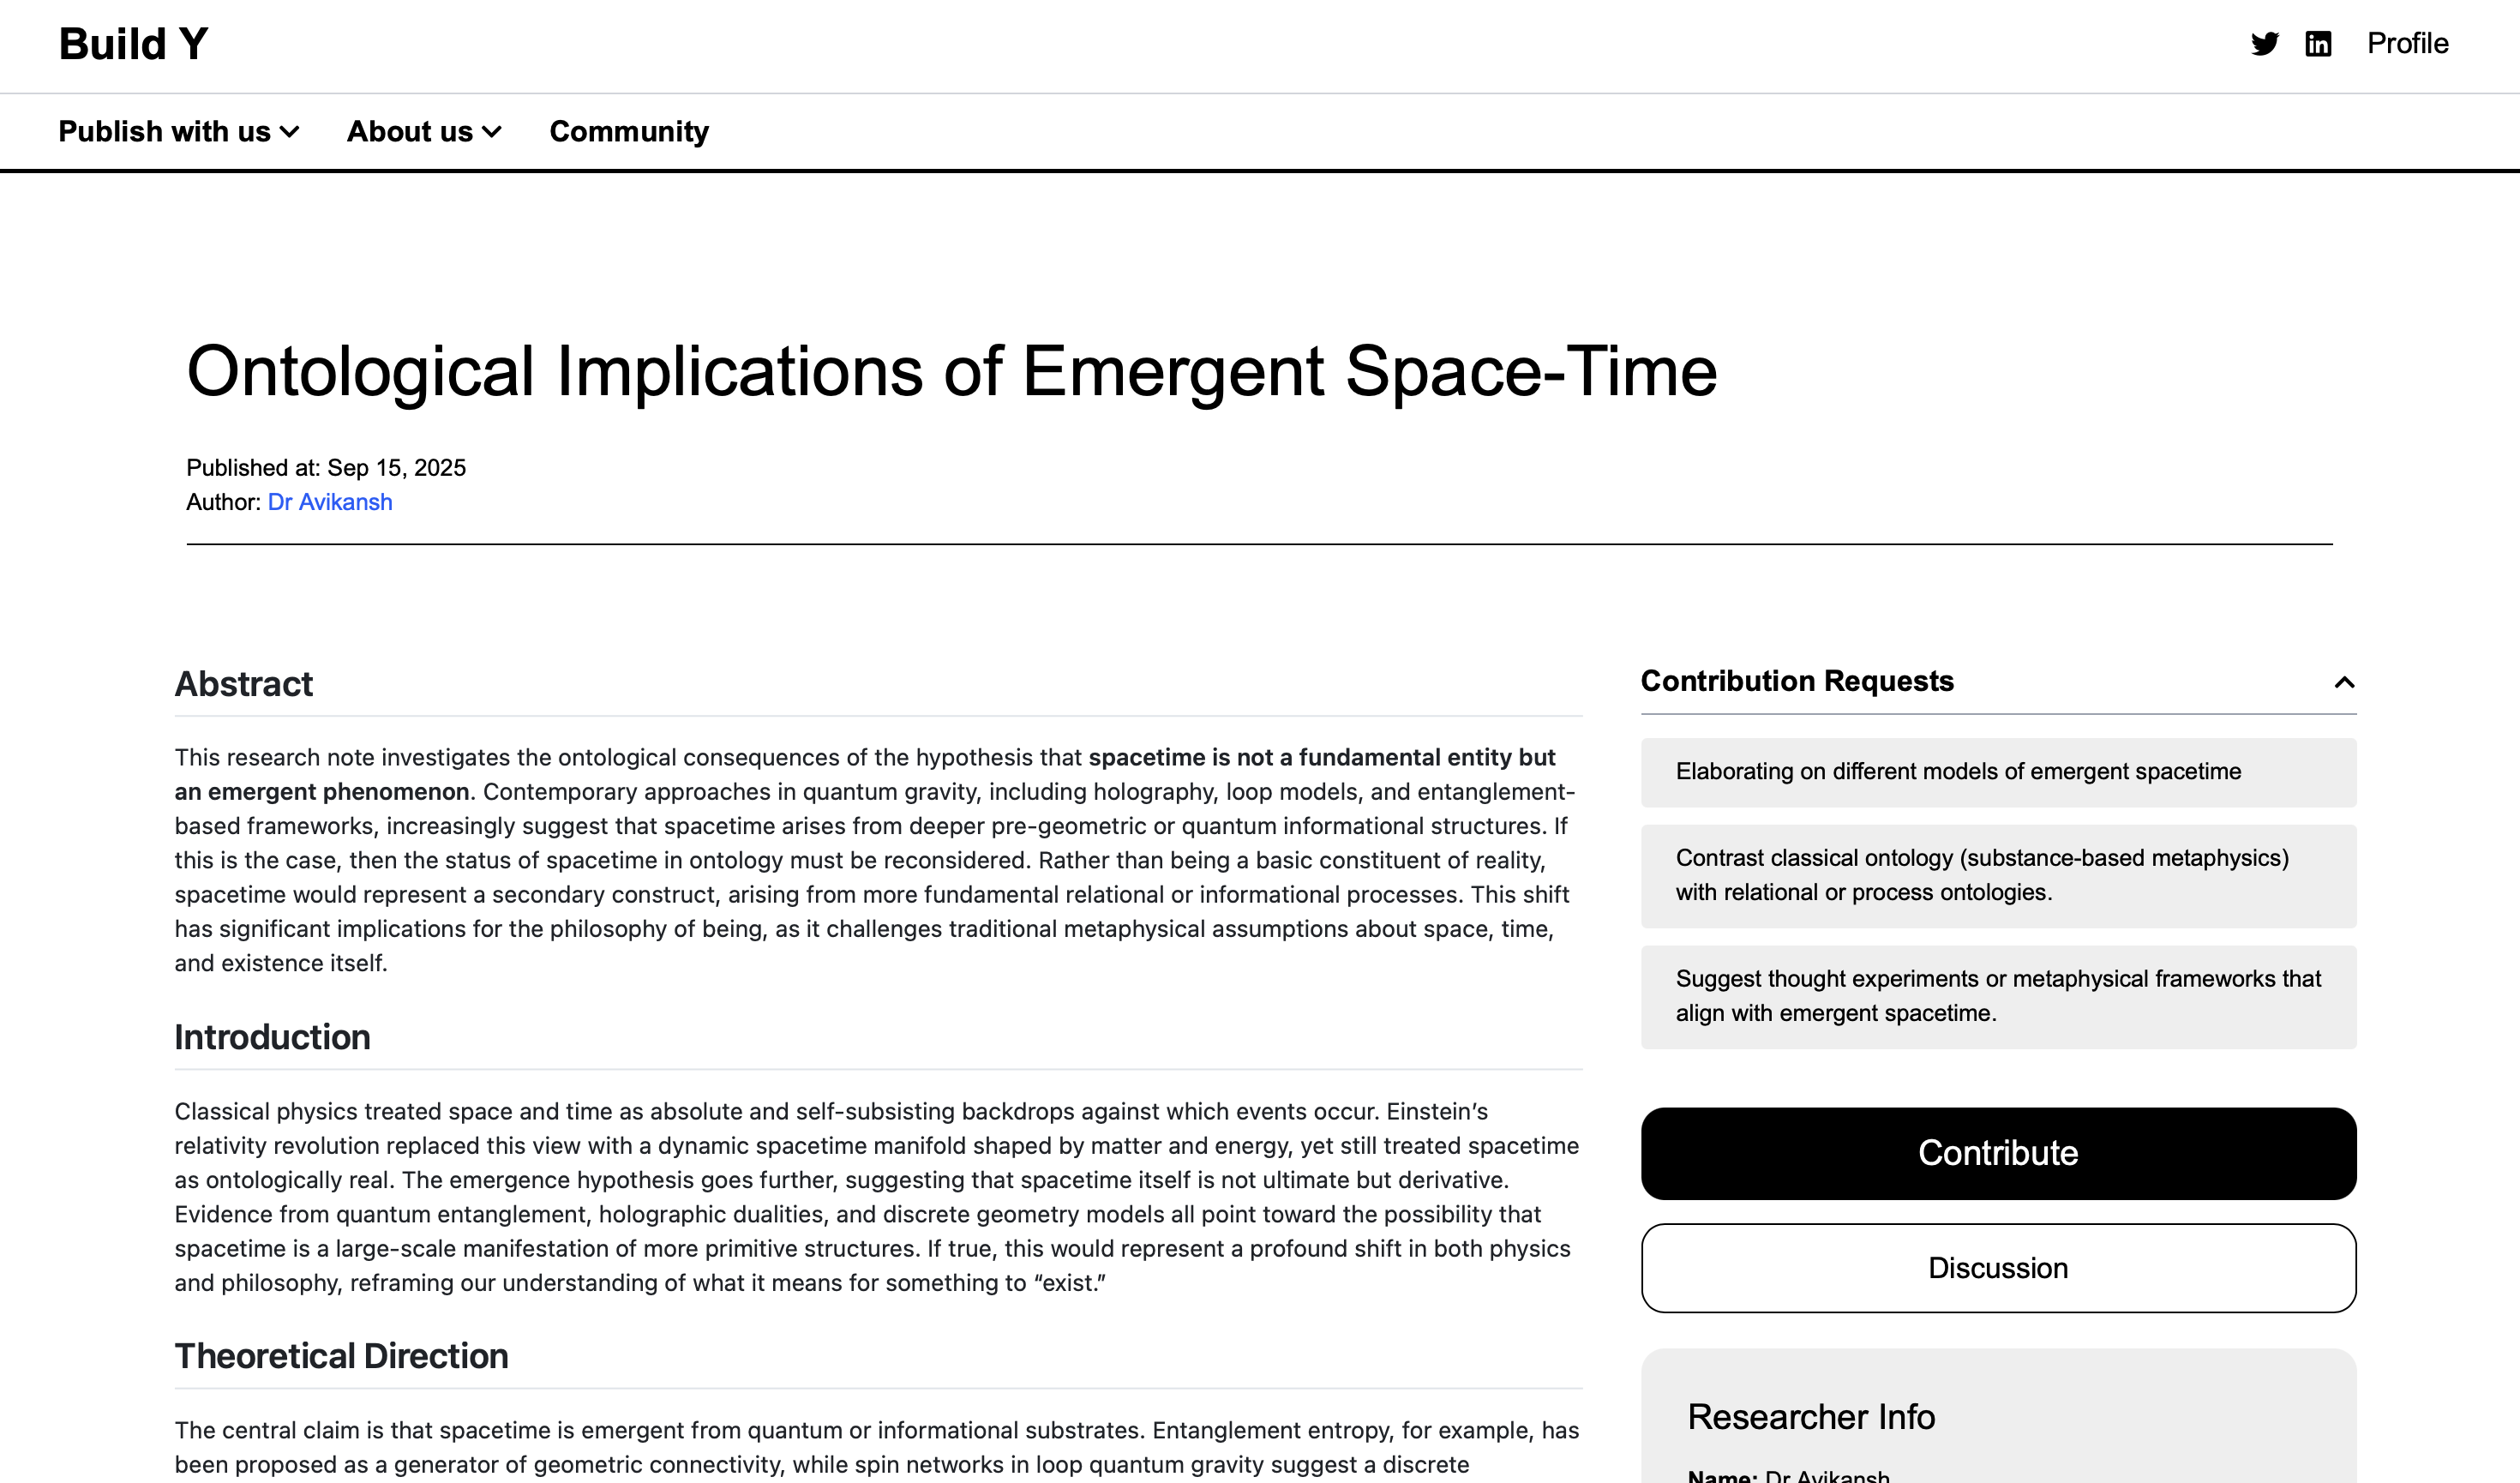 Build Y
Profile
Publish with us
About us
Community
Ontological Implications of Emergent Space-Time
Published at: Sep 15, 2025
Author: Dr Avikansh
Abstract
This research note investigates the ontological consequences of the hypothesis that spacetime is not a fundamental entity but
an emergent phenomenon. Contemporary approaches in quantum gravity, including holography, loop models, and entanglement-
based frameworks, increasingly suggest that spacetime arises from deeper pre-geometric or quantum informational structures. If
this is the case, then the status of spacetime in ontology must be reconsidered. Rather than being a basic constituent of reality,
spacetime would represent a secondary construct, arising from more fundamental relational or informational processes. This shift
has significant implications for the philosophy of being, as it challenges traditional metaphysical assumptions about space, time,
and existence itself.
Introduction
Classical physics treated space and time as absolute and self-subsisting backdrops against which events occur. Einstein’s
relativity revolution replaced this view with a dynamic spacetime manifold shaped by matter and energy, yet still treated spacetime
as ontologically real. The emergence hypothesis goes further, suggesting that spacetime itself is not ultimate but derivative.
Evidence from quantum entanglement, holographic dualities, and discrete geometry models all point toward the possibility that
spacetime is a large-scale manifestation of more primitive structures. If true, this would represent a profound shift in both physics
and philosophy, reframing our understanding of what it means for something to “exist.”
Theoretical Direction
The central claim is that spacetime is emergent from quantum or informational substrates. Entanglement entropy, for example, has
been proposed as a generator of geometric connectivity, while spin networks in loop quantum gravity suggest a discrete
Contribution Requests
Elaborating on different models of emergent spacetime
Contrast classical ontology (substance-based metaphysics)
with relational or process ontologies.
Suggest thought experiments or metaphysical frameworks that
align with emergent spacetime.
Contribute
Discussion
Researcher Info
Name: Dr Avikansh